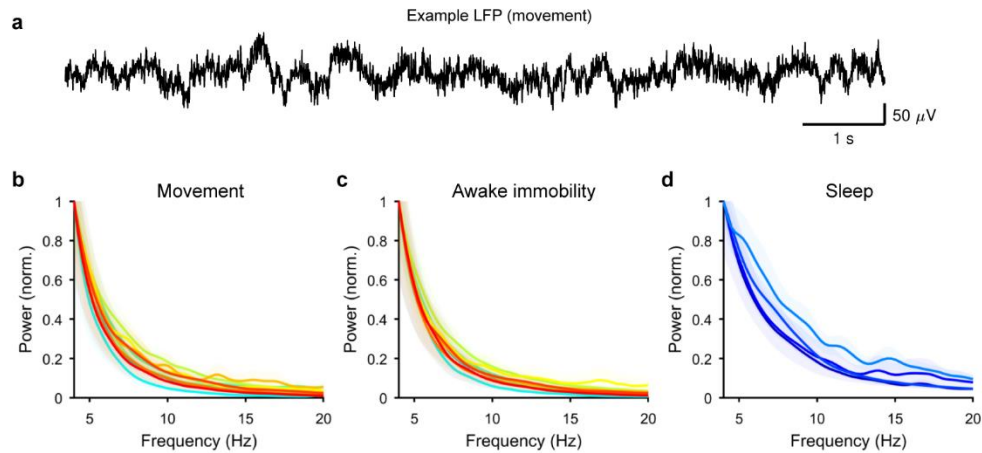 a
Example LFP (movement)
50 μV
1 s
b
Movement
Power (norm.)
1
0.8
0.6
0.4
0.2
0
5
10
15
20
Frequency (Hz)
c
Awake immobility
Power (norm.)
1
0.8
0.6
0.4
0.2
0
5
10
15
20
Frequency (Hz)
d
Sleep
Power (norm.)
1
0.8
0.6
0.4
0.2
0
5
10
15
20
Frequency (Hz)